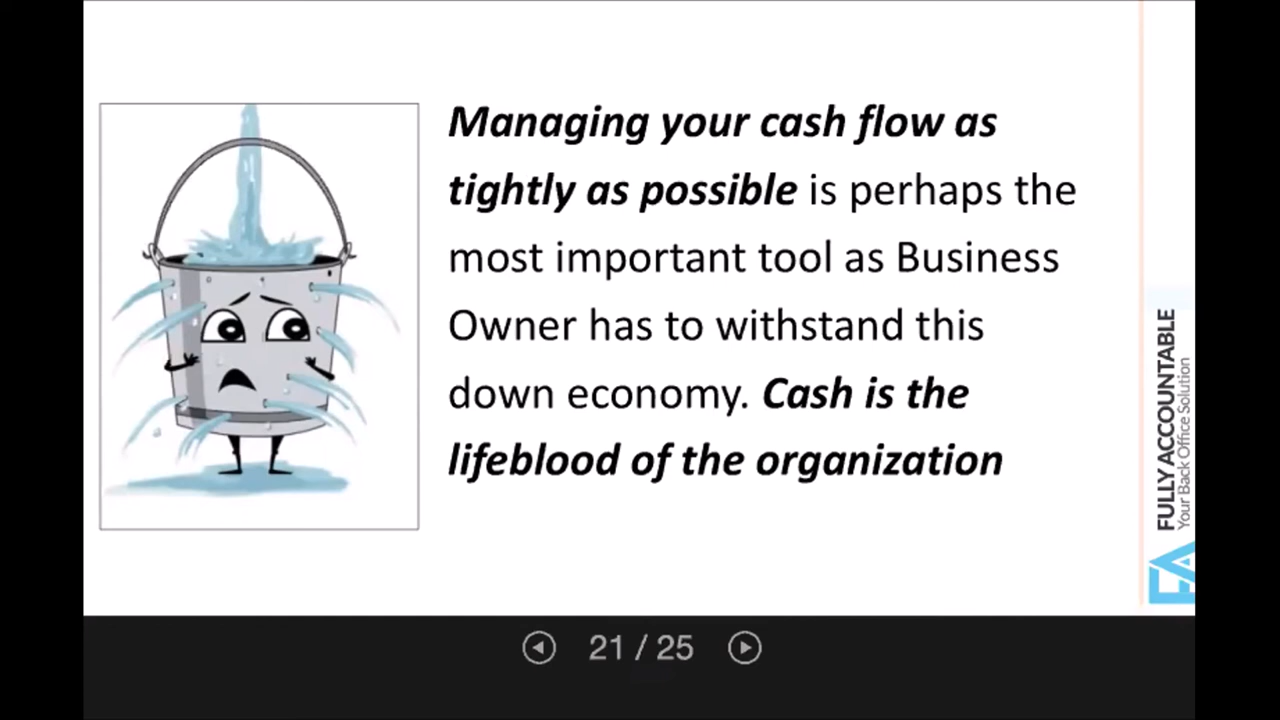 Managing your cash flow as
tightly as possible is perhaps the
most important tool as Business
Owner has to withstand this
down economy. Cash is the
lifeblood of the organization
FULLY ACCOUNTABLE
Your Back Office Solution
FA
21 / 25